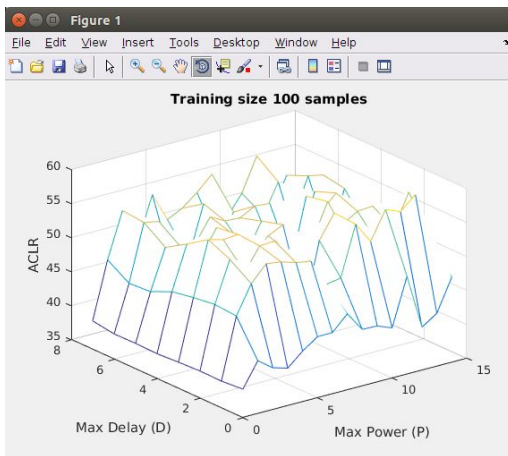 Figure 1
File Edit View Insert Tools Desktop Window Help
Training size 100 samples
60
55
50
45
40
35
ACLR
8
6
4
2
0
Max Delay (D)
0
5
10
15
Max Power (P)